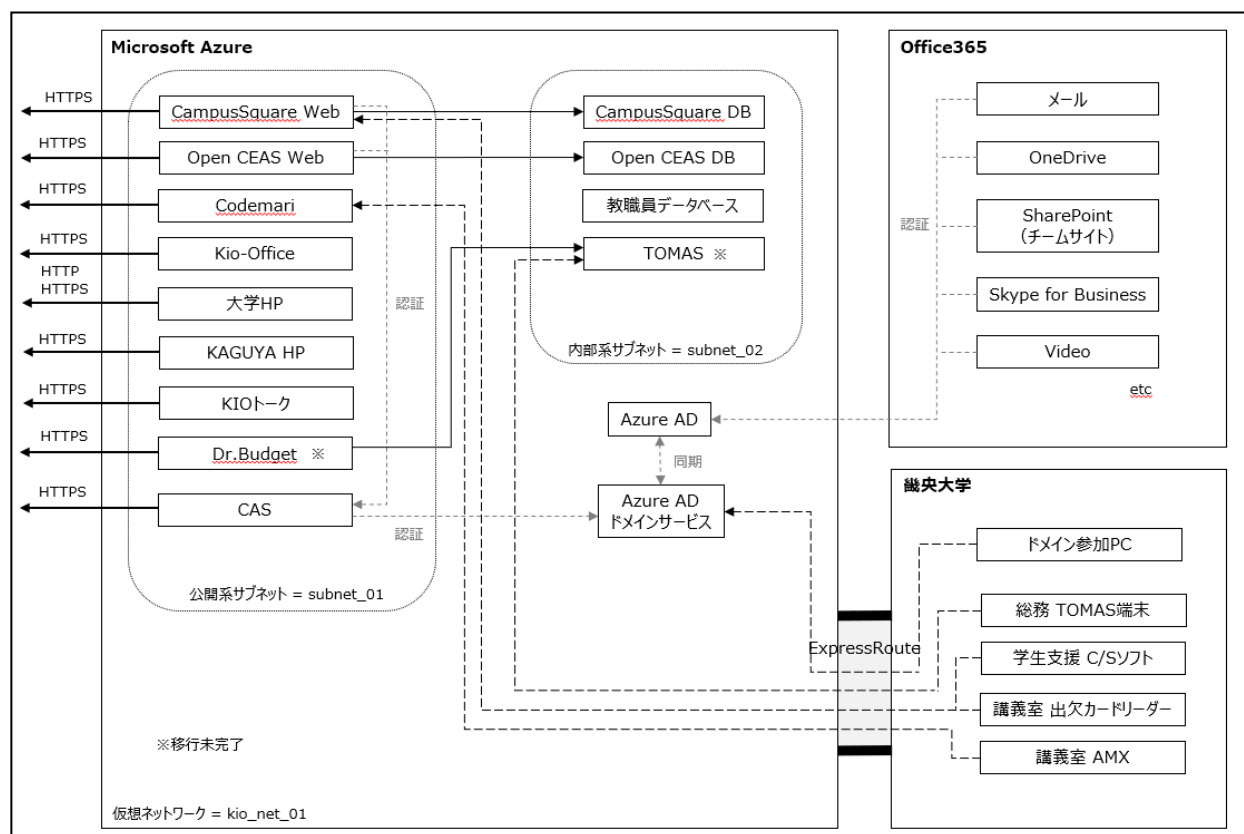 Microsoft Azure
Office365
HTTPS
CampusSquare Web
CampusSquare DB
メール
HTTPS
Open CEAS Web
Open CEAS DB
OneDrive
HTTPS
Codemari
教職員データベース
SharePoint
（チームサイト）
認証
HTTPS
Kio-Office
TOMAS ※
HTTP
HTTPS
大学HP
認証
Skype for Business
HTTPS
KAGUYA HP
内部系サブネット = subnet_02
Video
HTTPS
KIOトーク
etc
Azure AD
HTTPS
Dr.Budget ※
同期
畿央大学
HTTPS
CAS
認証
Azure AD
ドメインサービス
ドメイン参加PC
公開系サブネット = subnet_01
総務 TOMAS端末
ExpressRoute
学生支援 C/Sソフト
講義室 出欠カードリーダー
※移行未完了
講義室 AMX
仮想ネットワーク = kio_net_01